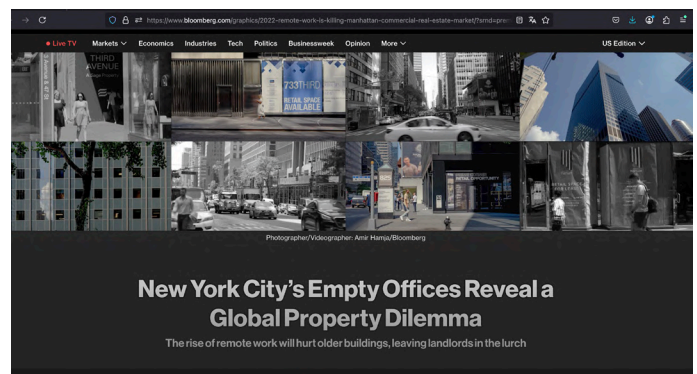 https://www.bloomberg.com/graphics/2022-remote-work-is-killing-manhattan-commercial-real-estate-market/?srnd=prem
Live TV Markets Economics Industries Tech Politics Businessweek Opinion More US Edition
THIRD
AVENUE
733THIRD
RETAIL SPACE
AVAILABLE
RETAIL OPPORTUNITY
Photographer/Videographer: Amir Hamja/Bloomberg
New York City's Empty Offices Reveal a
Global Property Dilemma
The rise of remote work will hurt older buildings, leaving landlords in the lurch